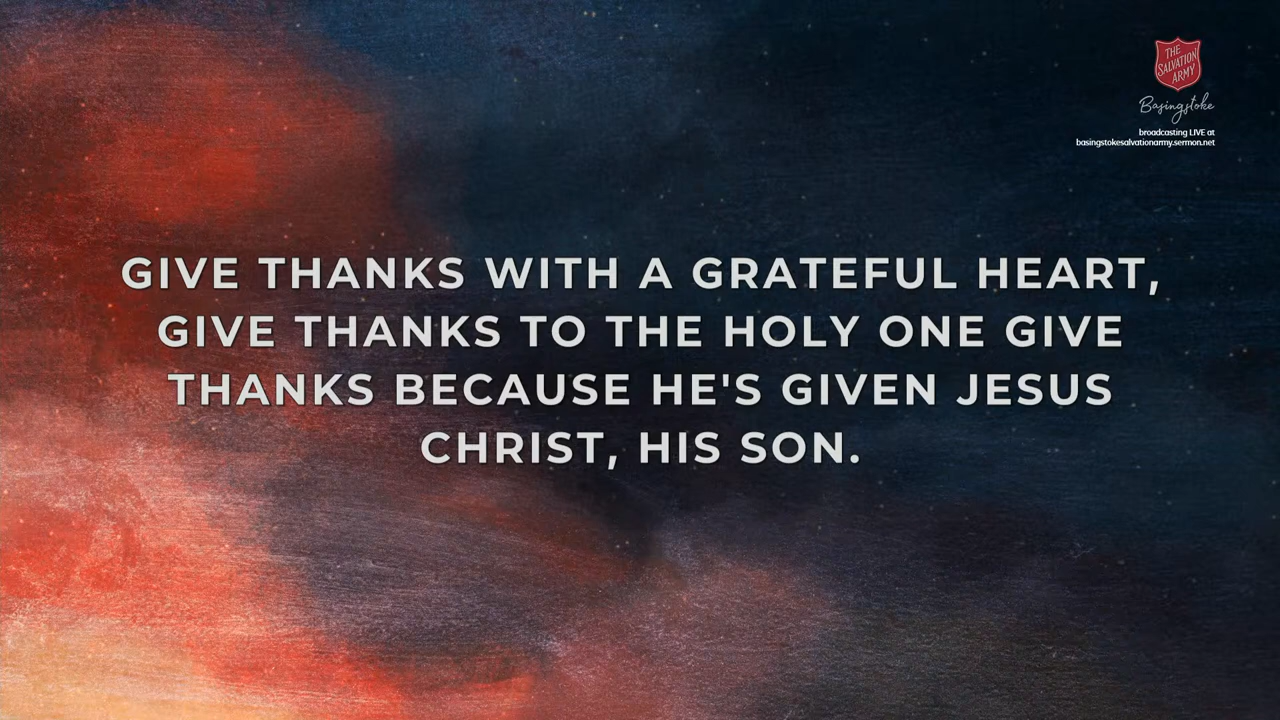 THE
SALVATION
ARMY
Basingstoke
broadcasting LIVE at
basingstokesalvationarmy.sermon.net
GIVE THANKS WITH A GRATEFUL HEART,
GIVE THANKS TO THE HOLY ONE GIVE
THANKS BECAUSE HE'S GIVEN JESUS
CHRIST, HIS SON.